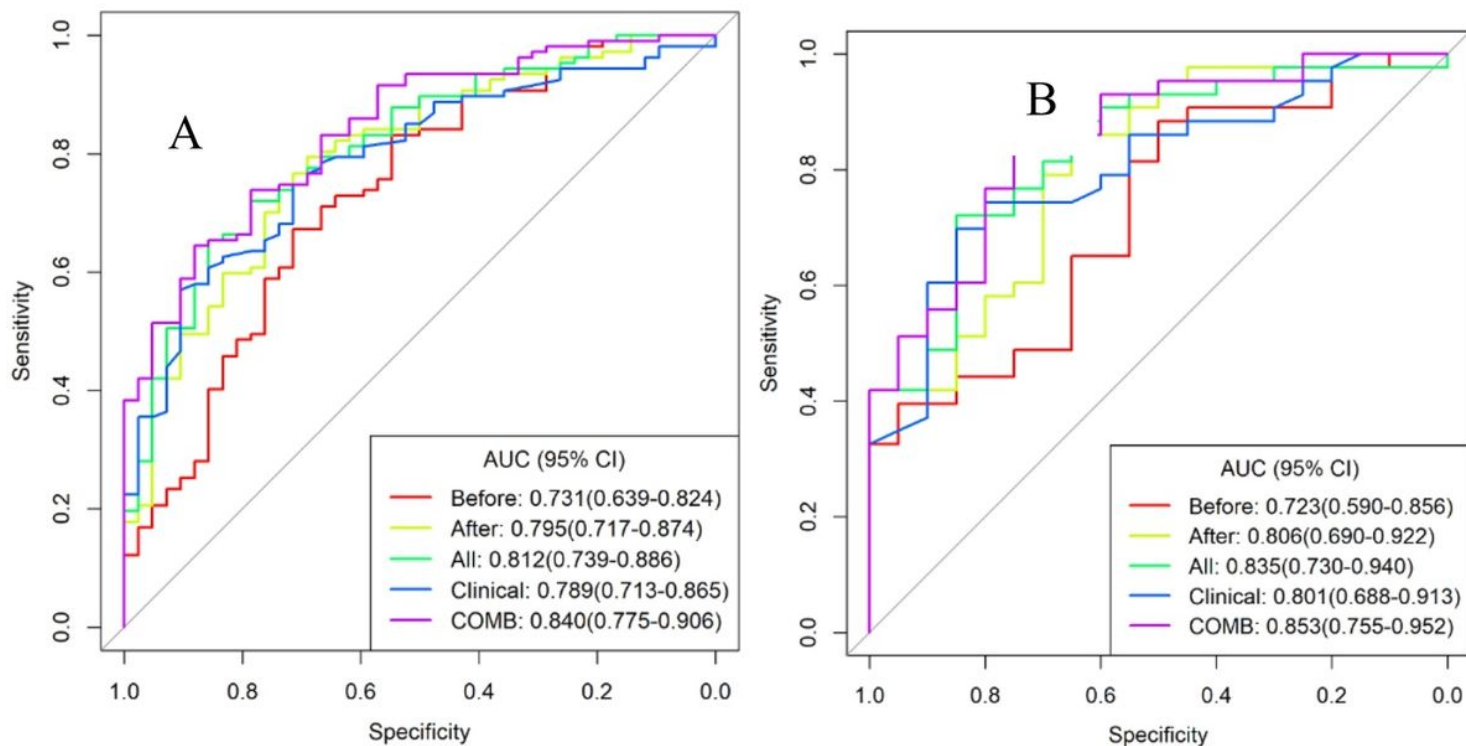 A
1.0
0.8
0.6
0.4
0.2
0.0
Sensitivity
AUC (95% CI)
Before: 0.731(0.639-0.824)
After: 0.795(0.717-0.874)
All: 0.812(0.739-0.886)
Clinical: 0.789(0.713-0.865)
COMB: 0.840(0.775-0.906)
1.0 0.8 0.6 0.4 0.2 0.0
Specificity
B
1.0
0.8
0.6
0.4
0.2
0.0
Sensitivity
AUC (95% CI)
Before: 0.723(0.590-0.856)
After: 0.806(0.690-0.922)
All: 0.835(0.730-0.940)
Clinical: 0.801(0.688-0.913)
COMB: 0.853(0.755-0.952)
1.0 0.8 0.6 0.4 0.2 0.0
Specificity